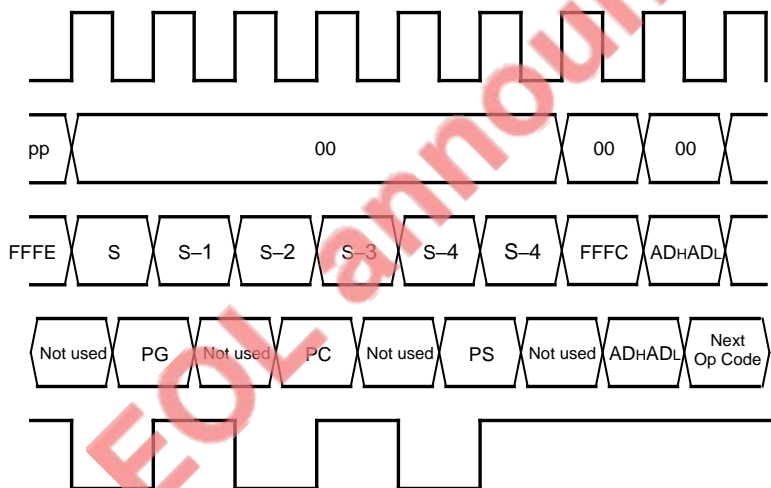 pp 00 00 00
FFFE S S-1 S-2 S-3 S-4 S-4 FFFC ADHADL
Not used PG Not used PC Not used PS Not used ADHADL Next
Op Code
EOL announ